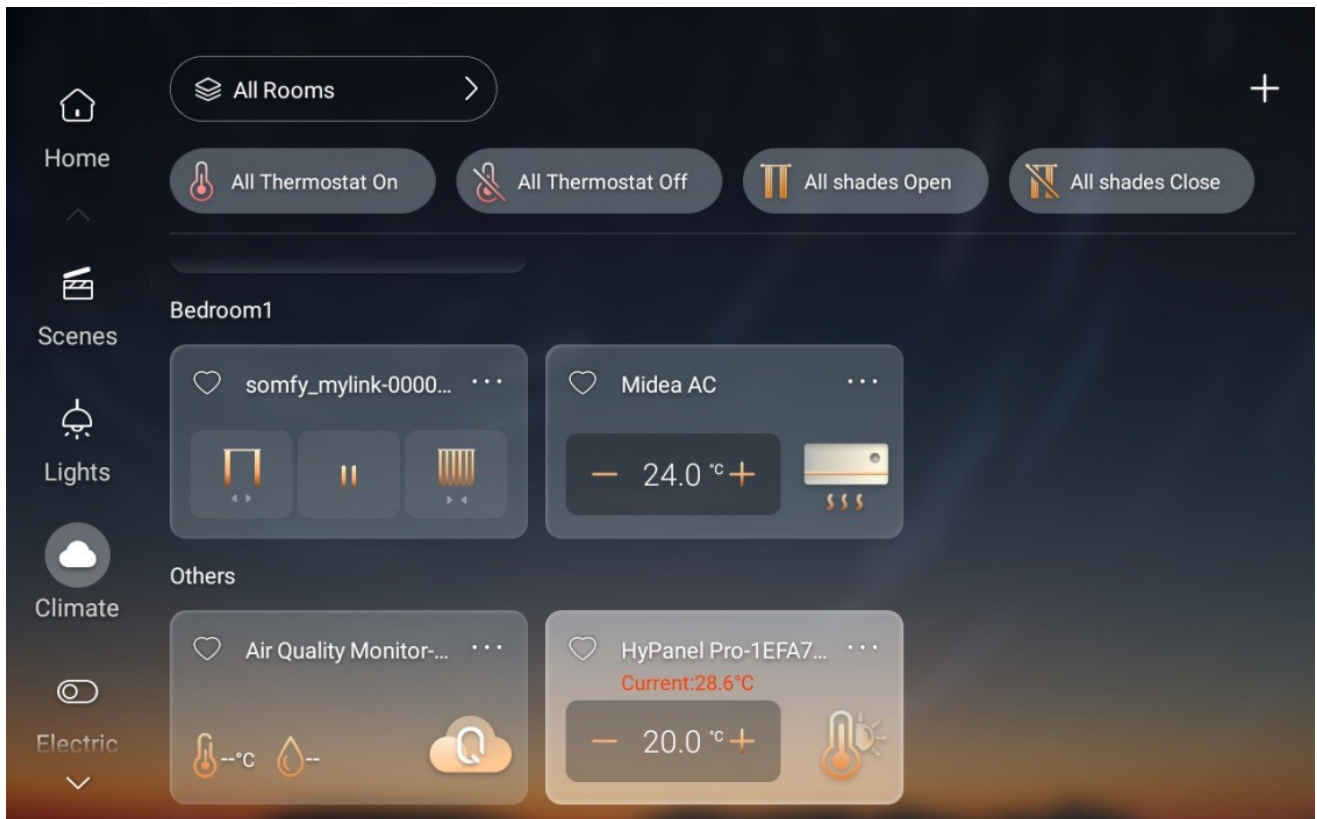 All Rooms
Home
All Thermostat On
All Thermostat Off
All shades Open
All shades Close
Scenes
Lights
Climate
Electric
Bedroom1
somfy_mylink-0000...
Midea AC
24.0 °C
Others
Air Quality Monitor-...
HyPanel Pro-1EFA7...
Current:28.6°C
--°C
--
20.0 °C